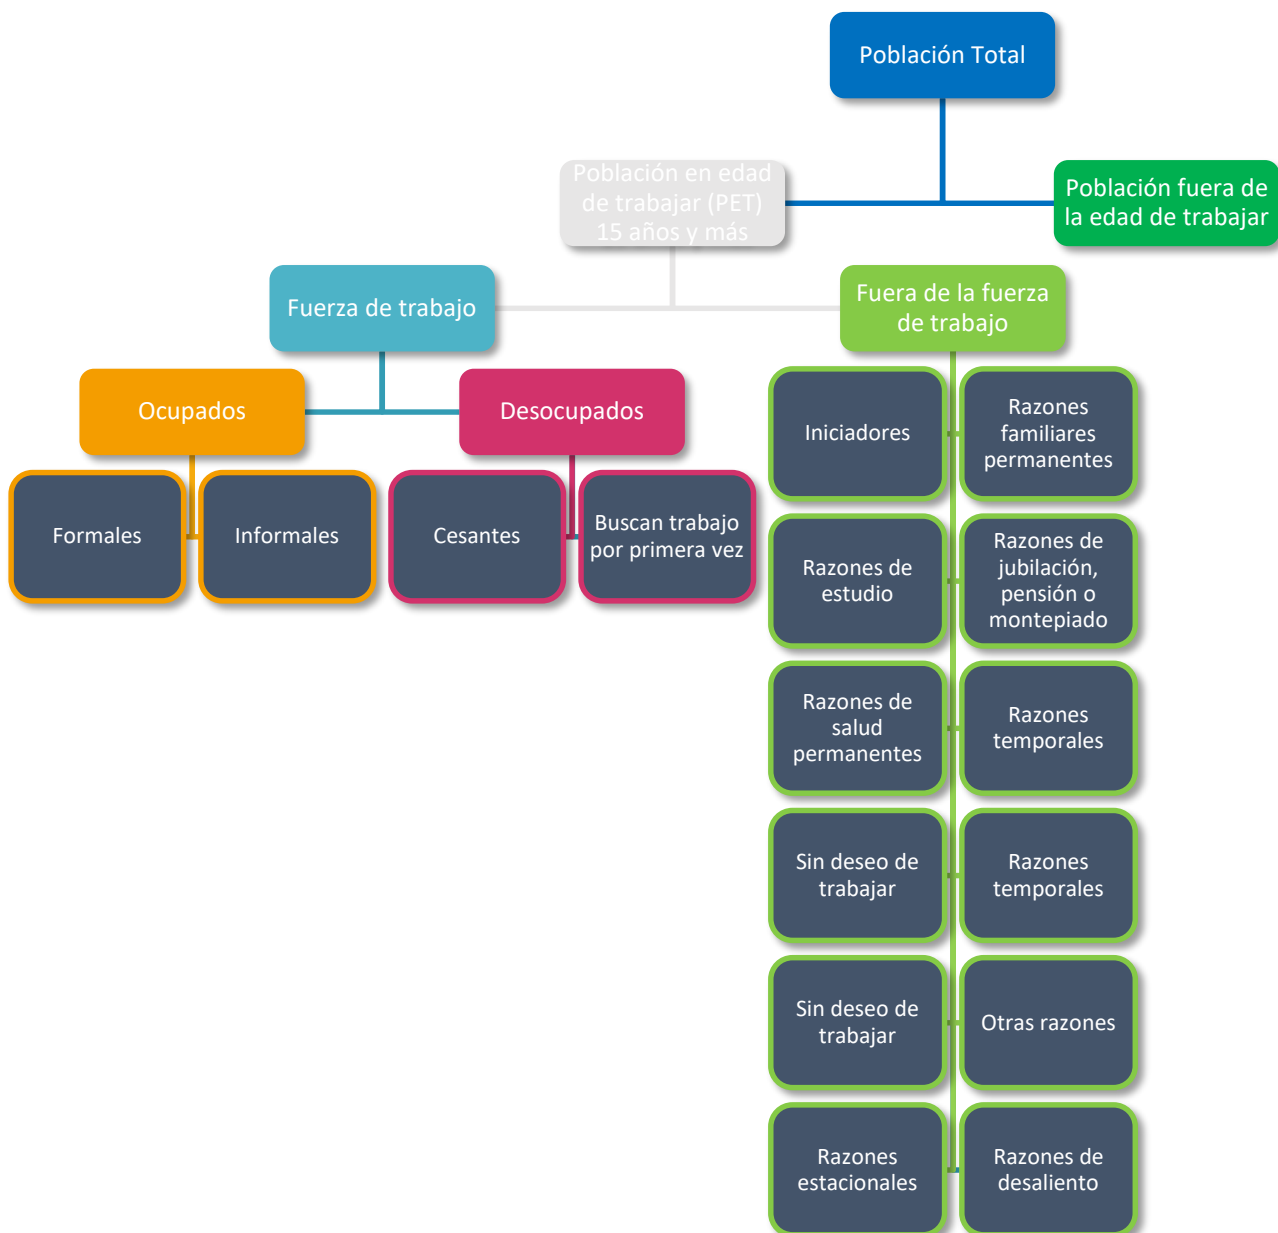 Población Total
Población en edad
de trabajar (PET)
15 años y más
Población fuera de
la edad de trabajar
Fuerza de trabajo
Fuera de la fuerza
de trabajo
Ocupados
Desocupados
Formales
Informales
Cesantes
Buscan trabajo
por primera vez
Iniciadores
Razones
familiares
permanentes
Razones de
estudio
Razones de
jubilación,
pensión o
montepiado
Razones de
salud
permanentes
Razones
temporales
Sin deseo de
trabajar
Razones
temporales
Sin deseo de
trabajar
Otras razones
Razones
estacionales
Razones de
desaliento